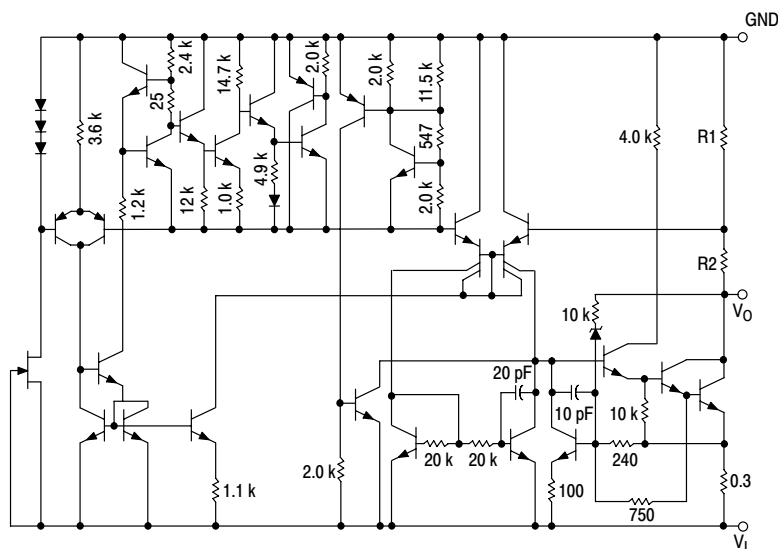 GND
2.4 k
2.0 k
14.7 k
2.0 k
11.5 k
25
3.6 k
547
4.0 k
R1
4.9 k
1.2 k
12 k
1.0 k
2.0 k
R2
10 k
VO
20 pF
10 pF
10 k
20 k
20 k
240
2.0 k
0.3
1.1 k
100
750
VI